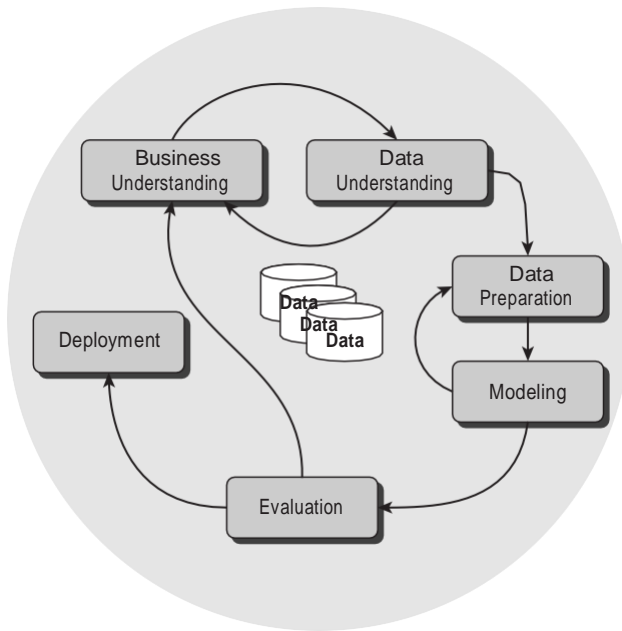 Business
Understanding
Data
Understanding
Data
Preparation
Data
Data
Data
Deployment
Modeling
Evaluation